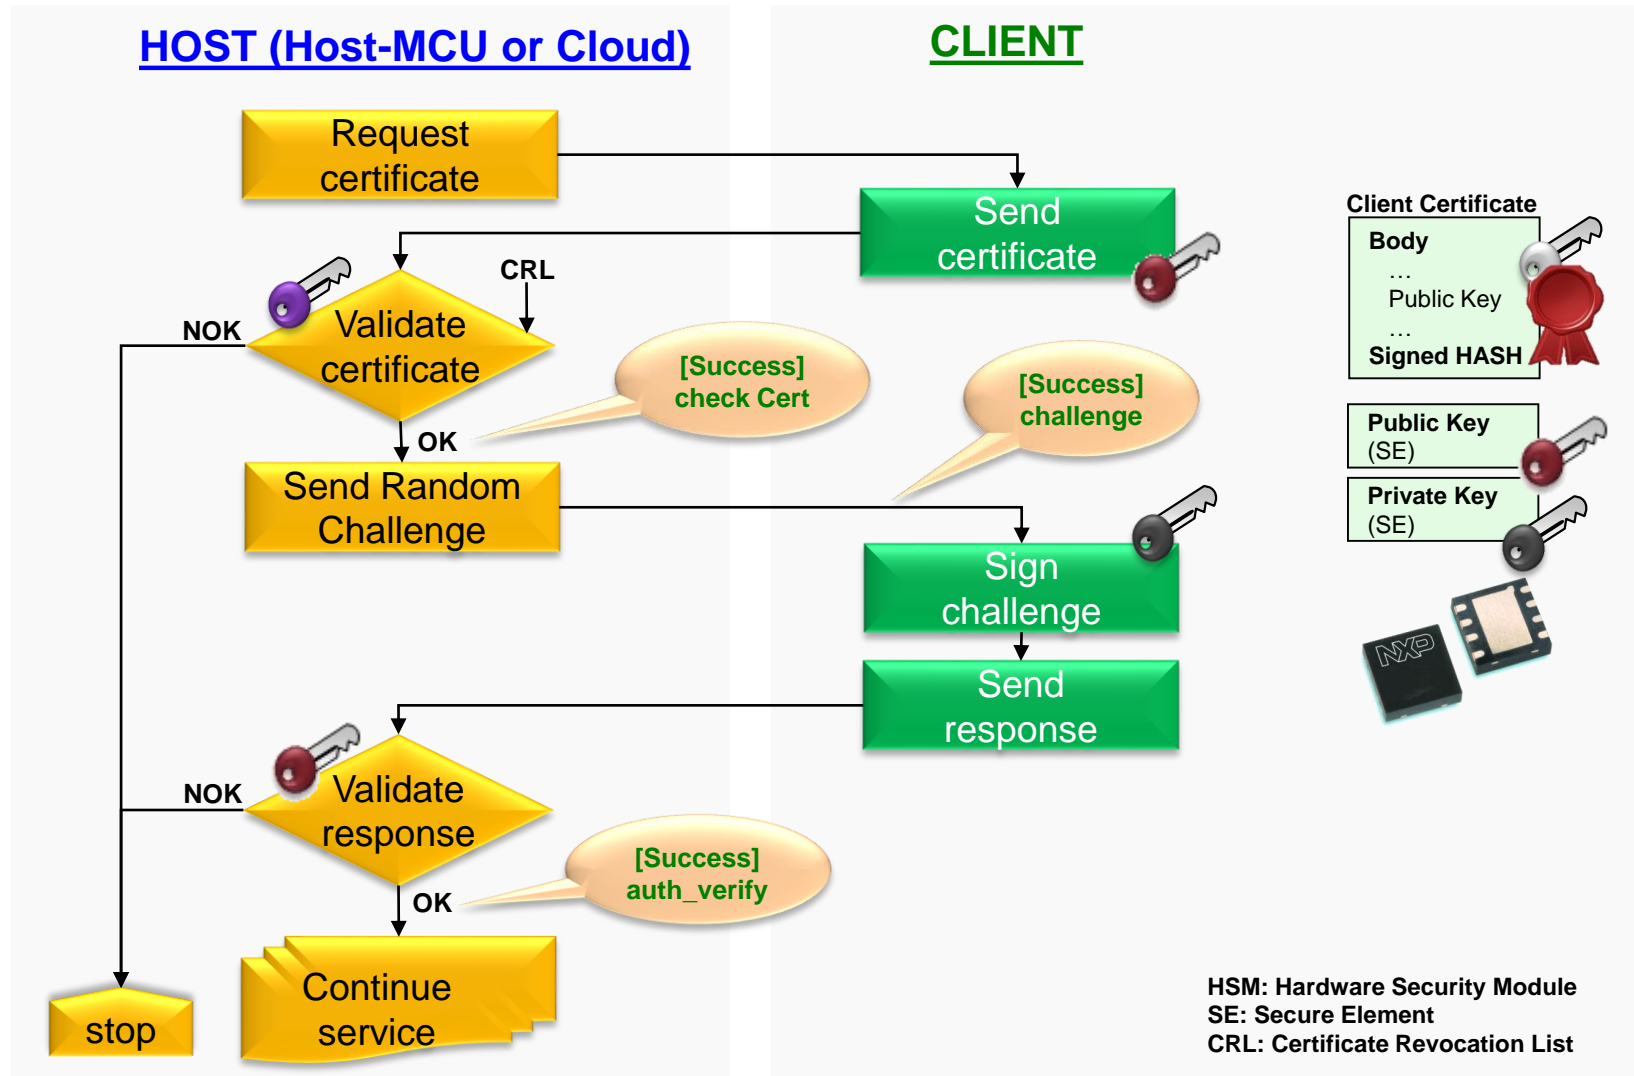 HOST (Host-MCU or Cloud)
CLIENT
Request
certificate
Send
certificate
CRL
NOK
Validate
certificate
[Success]
check Cert
[Success]
challenge
OK
Send Random
Challenge
Sign
challenge
Send
response
NOK
Validate
response
[Success]
auth_verify
OK
Continue
service
stop
Client Certificate
Body
…
Public Key
…
Signed HASH
Public Key
(SE)
Private Key
(SE)
NXP
HSM: Hardware Security Module
SE: Secure Element
CRL: Certificate Revocation List